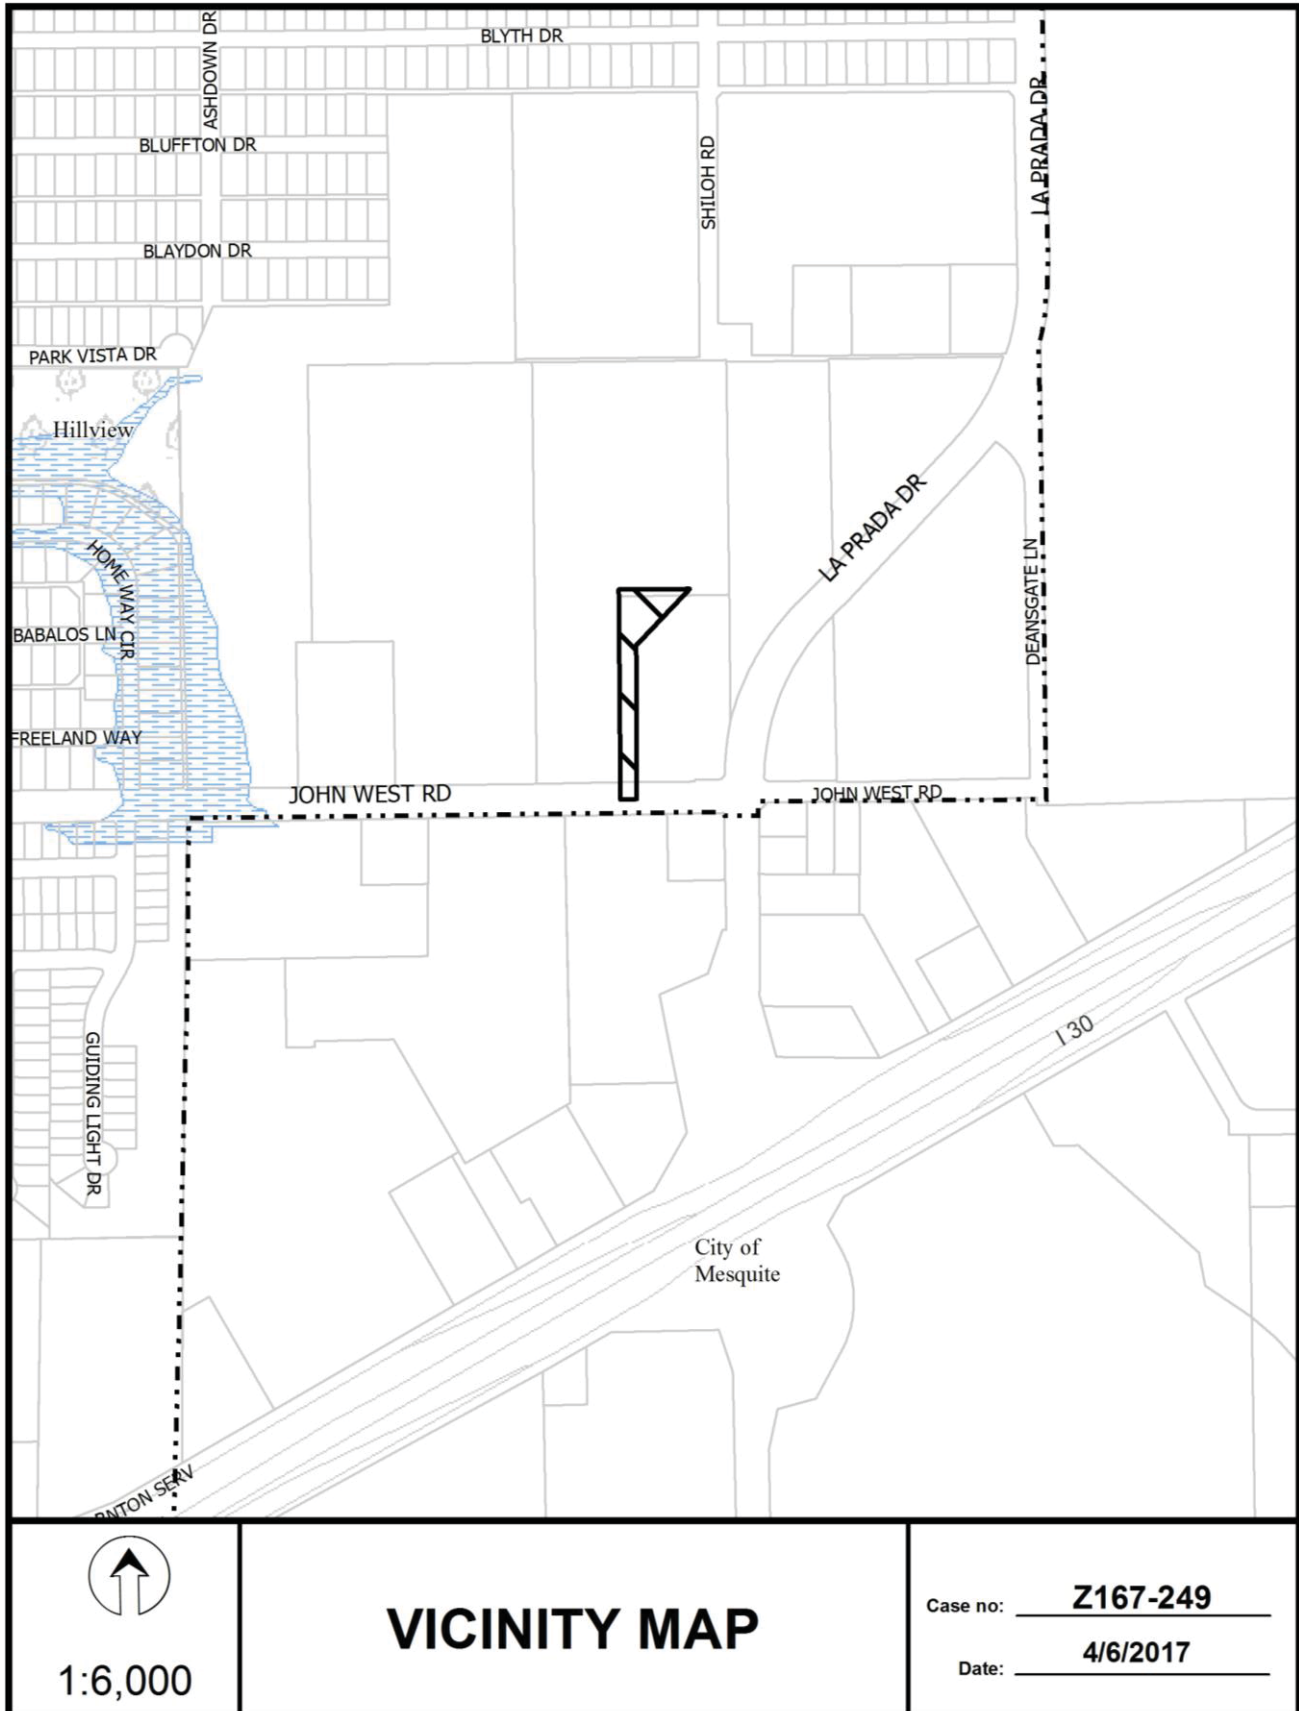 ASHDOWN DR
BLYTH DR
LA PRADA DR
BLUFFTON DR
SHILOH RD
BLAYDON DR
PARK VISTA DR
Hillview
LA PRADA DR
HOME WAY CIR
DEANSGATE LN
BABALOS LN
FREELAND WAY
JOHN WEST RD
JOHN WEST RD
I 30
GUIDING LIGHT DR
City of
Mesquite
RNTON SERV
1:6,000
VICINITY MAP
Case no: Z167-249
Date: 4/6/2017